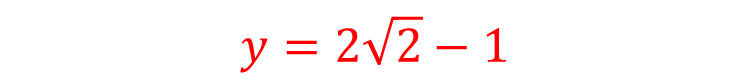 y = 2√2 − 1